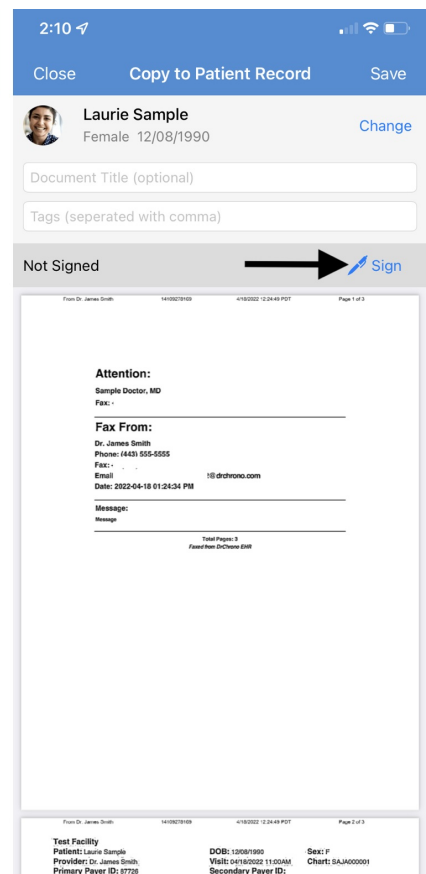 2:10
Close Copy to Patient Record Save
Laurie Sample
Female 12/08/1990
Change
Document Title (optional)
Tags (seperated with comma)
Not Signed Sign
From Dr. James Smith 14109278109 4/18/2022 12:24:49 PDT Page 1 of 3
Attention:
Sample Doctor, MD
Fax: -
Fax From:
Dr. James Smith
Phone: (443) 555-5555
Fax: -
Email @drchrono.com
Date: 2022-04-18 01:24:34 PM
Message:
Message
Total Pages: 3
Faxed from DrChrono EHR
From Dr. James Smith 14109278109 4/18/2022 12:24:49 PDT Page 2 of 3
Test Facility
Patient: Laurie Sample DOB: 12/08/1990 Sex: F
Provider: Dr. James Smith Visit: 04/18/2022 11:00AM Chart: SAJA000001
Primary Payer ID: 87726 Secondary Payer ID: